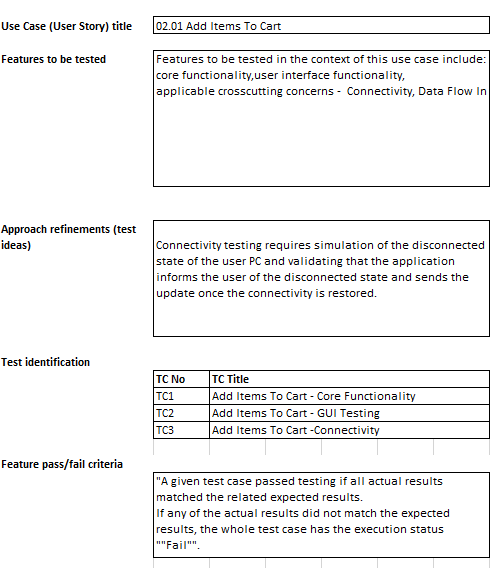 Use Case (User Story) title
02.01 Add Items To Cart
Features to be tested
Features to be tested in the context of this use case include:
core functionality,user interface functionality,
applicable crosscutting concerns - Connectivity, Data Flow In
Approach refinements (test
ideas)
Connectivity testing requires simulation of the disconnected
state of the user PC and validating that the application
informs the user of the disconnected state and sends the
update once the connectivity is restored.
Test identification
TC No TC Title
TC1 Add Items To Cart - Core Functionality
TC2 Add Items To Cart - GUI Testing
TC3 Add Items To Cart -Connectivity
Feature pass/fail criteria
"A given test case passed testing if all actual results
matched the related expected results.
If any of the actual results did not match the expected
results, the whole test case has the execution status
""Fail"".